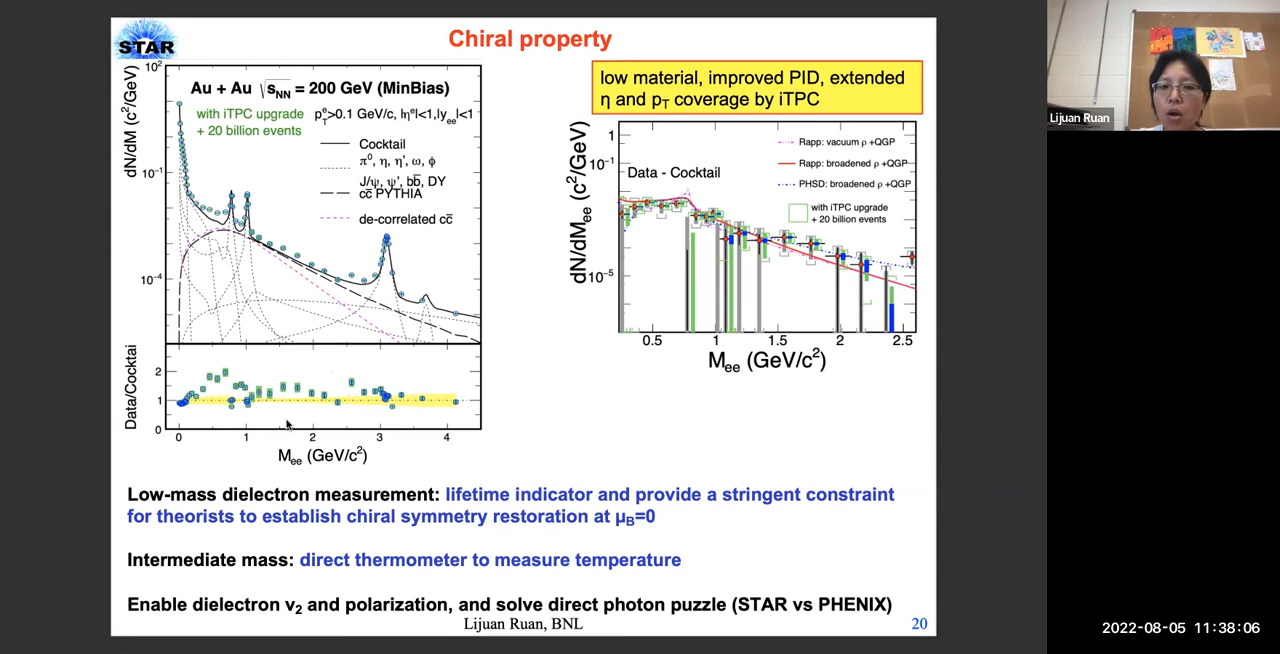 STAR
Chiral property
low material, improved PID, extended
η and pT coverage by iTPC
Au + Au √sNN = 200 GeV (MinBias)
with iTPC upgrade
+ 20 billion events
pTe>0.1 GeV/c, |ηe|<1,|yee|<1
Cocktail
π0, η, η', ω, ϕ
J/ψ, ψ', bb̅, DY
cc̅ PYTHIA
de-correlated cc̅
dN/dM (c2/GeV)
102
10-1
10-4
Data/Cocktai
2
1
0
0 1 2 3 4
Mee (GeV/c2)
dN/dMee (c2/GeV)
1
10-1
10-5
Data - Cocktail
Rapp: vacuum ρ +QGP
Rapp: broadened ρ +QGP
PHSD: broadened ρ +QGP
with iTPC upgrade
+ 20 billion events
0.5 1 1.5 2 2.5
Mee (GeV/c2)
Low-mass dielectron measurement: lifetime indicator and provide a stringent constraint
for theorists to establish chiral symmetry restoration at μB=0
Intermediate mass: direct thermometer to measure temperature
Enable dielectron v2 and polarization, and solve direct photon puzzle (STAR vs PHENIX)
Lijuan Ruan, BNL
20
Lijuan Ruan
2022-08-05 11:38:06